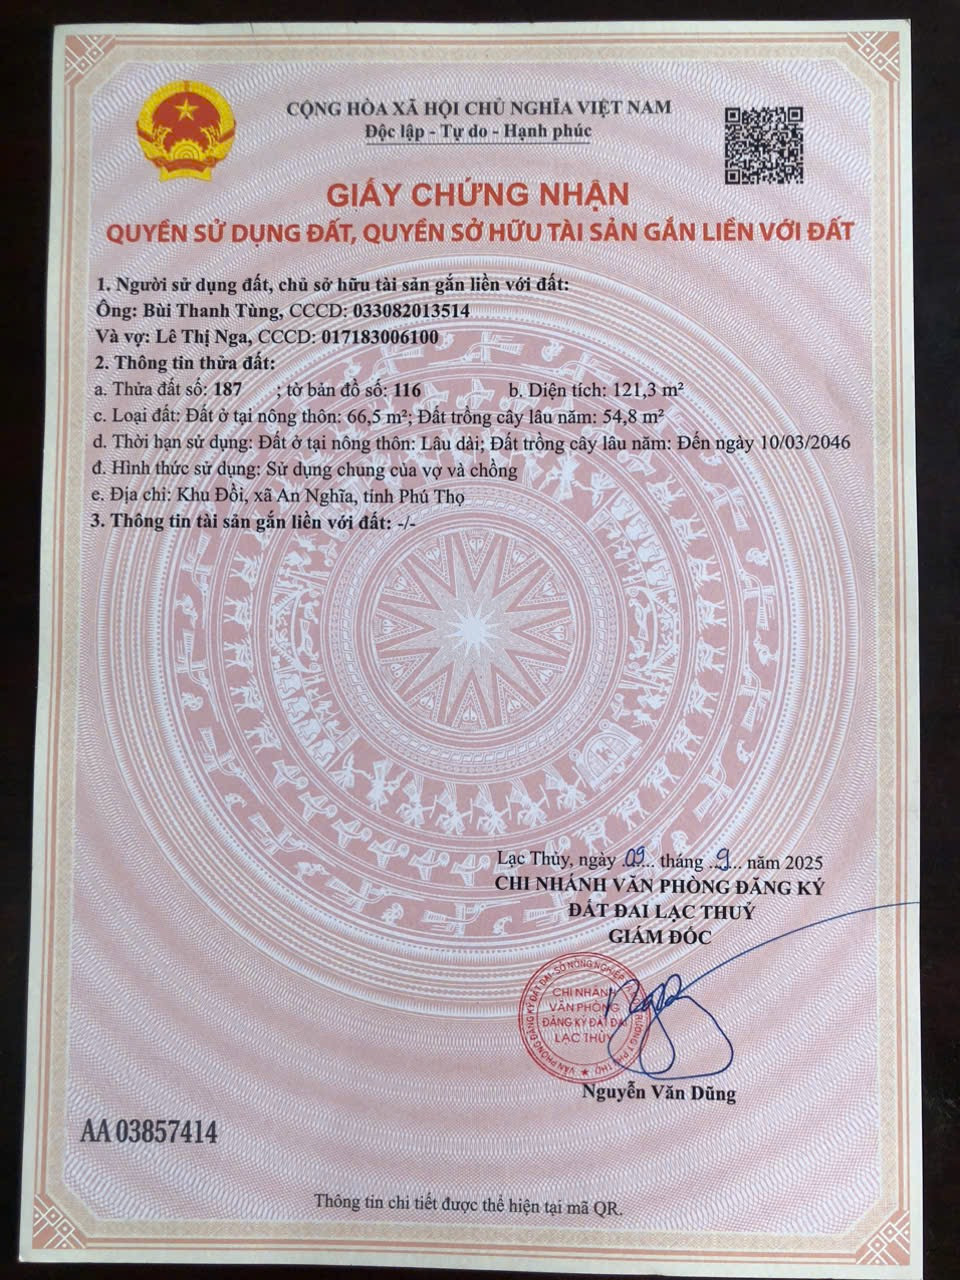 CỘNG HÒA XÃ HỘI CHỦ NGHĨA VIỆT NAM
Độc lập - Tự do - Hạnh phúc
GIẤY CHỨNG NHẬN
QUYỀN SỬ DỤNG ĐẤT, QUYỀN SỞ HỮU TÀI SẢN GẮN LIỀN VỚI ĐẤT
1. Người sử dụng đất, chủ sở hữu tài sản gắn liền với đất:
Ông: Bùi Thanh Tùng, CCCD: 033082013514
Và vợ: Lê Thị Nga, CCCD: 017183006100
2. Thông tin thửa đất:
a. Thửa đất số: 187 ; tờ bản đồ số: 116 b. Diện tích: 121,3 m²
c. Loại đất: Đất ở tại nông thôn: 66,5 m²; Đất trồng cây lâu năm: 54,8 m²
d. Thời hạn sử dụng: Đất ở tại nông thôn: Lâu dài; Đất trồng cây lâu năm: Đến ngày 10/03/2046
đ. Hình thức sử dụng: Sử dụng chung của vợ và chồng
e. Địa chỉ: Khu Đồi, xã An Nghĩa, tỉnh Phú Thọ
3. Thông tin tài sản gắn liền với đất: -/-
Lạc Thủy, ngày .09... tháng ..9... năm 2025
CHI NHÁNH VĂN PHÒNG ĐĂNG KÝ
ĐẤT ĐAI LẠC THUỶ
GIÁM ĐỐC
CHI NHÁNH
VĂN PHÒNG
ĐĂNG KÝ ĐẤT ĐAI
LẠC THỦY
Nguyễn Văn Dũng
AA 03857414
Thông tin chi tiết được thể hiện tại mã QR.